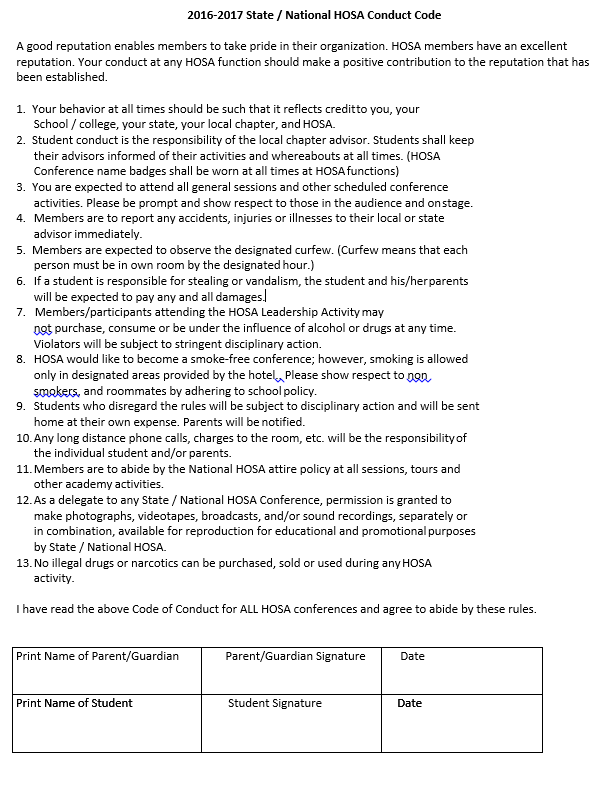 2016-2017 State / National HOSA Conduct Code
A good reputation enables members to take pride in their organization. HOSA members have an excellent
reputation. Your conduct at any HOSA function should make a positive contribution to the reputation that has
been established.
1. Your behavior at all times should be such that it reflects creditto you, your
School / college, your state, your local chapter, and HOSA.
2. Student conduct is the responsibility of the local chapter advisor. Students shall keep
their advisors informed of their activities and whereabouts at all times. (HOSA
Conference name badges shall be worn at all times at HOSA functions)
3. You are expected to attend all general sessions and other scheduled conference
activities. Please be prompt and show respect to those in the audience and on stage.
4. Members are to report any accidents, injuries or illnesses to their local or state
advisor immediately.
5. Members are expected to observe the designated curfew. (Curfew means that each
person must be in own room by the designated hour.)
6. If a student is responsible for stealing or vandalism, the student and his/her parents
will be expected to pay any and all damages.
7. Members/participants attending the HOSA Leadership Activity may
not purchase, consume or be under the influence of alcohol or drugs at any time.
Violators will be subject to stringent disciplinary action.
8. HOSA would like to become a smoke-free conference; however, smoking is allowed
only in designated areas provided by the hotel. Please show respect to non
smokers, and roommates by adhering to school policy.
9. Students who disregard the rules will be subject to disciplinary action and will be sent
home at their own expense. Parents will be notified.
10. Any long distance phone calls, charges to the room, etc. will be the responsibility of
the individual student and/or parents.
11. Members are to abide by the National HOSA attire policy at all sessions, tours and
other academy activities.
12. As a delegate to any State / National HOSA Conference, permission is granted to
make photographs, videotapes, broadcasts, and/or sound recordings, separately or
in combination, available for reproduction for educational and promotional purposes
by State / National HOSA.
13. No illegal drugs or narcotics can be purchased, sold or used during any HOSA
activity.
I have read the above Code of Conduct for ALL HOSA conferences and agree to abide by these rules.
Print Name of Parent/Guardian Parent/Guardian Signature Date
Print Name of Student Student Signature Date